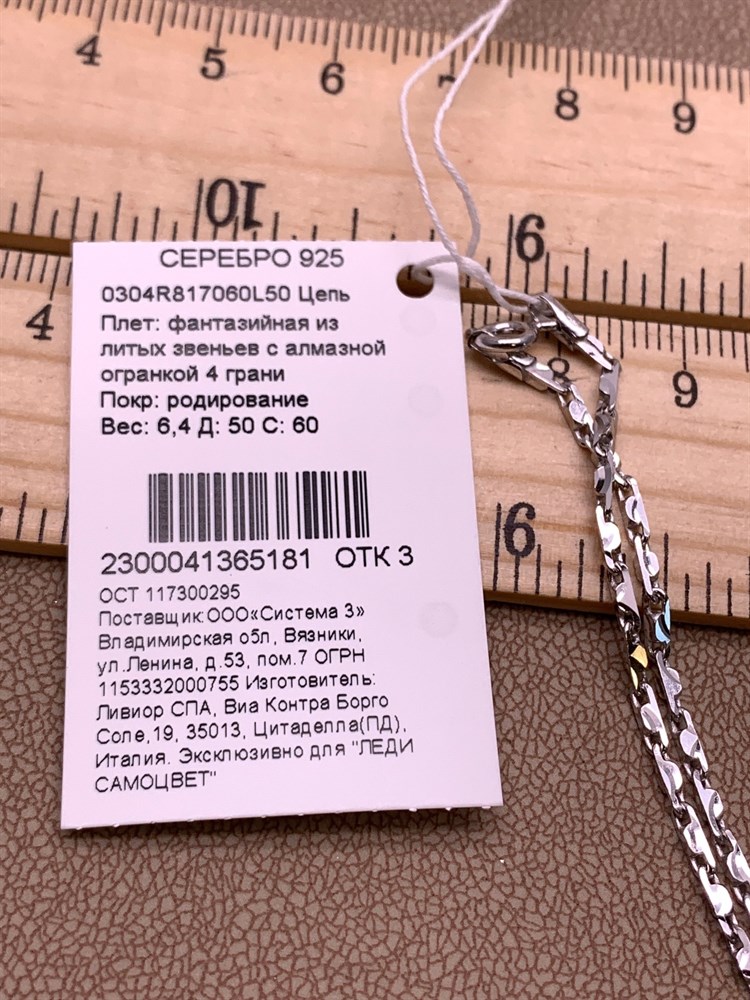 4 5 6 7 8 9
10 6
СЕРЕБРО 925
0304R817060L50 Цепь
Плет: фантазийная из
литых звеньев с алмазной
огранкой 4 грани
Покр: родирование
Вес: 6,4 Д: 50 С: 60
2300041365181 ОТК 3
ОСТ 117300295
Поставщик:ООО«Система 3»
Владимирская обл, Вязники,
ул.Ленина, д.53, пом.7 ОГРН
1153332000755 Изготовитель:
Ливиор СПА, Виа Контра Борго
Соле,19, 35013, Цитаделла(ПД),
Италия. Эксклюзивно для "ЛЕДИ
САМОЦВЕТ"
4 8 9
6